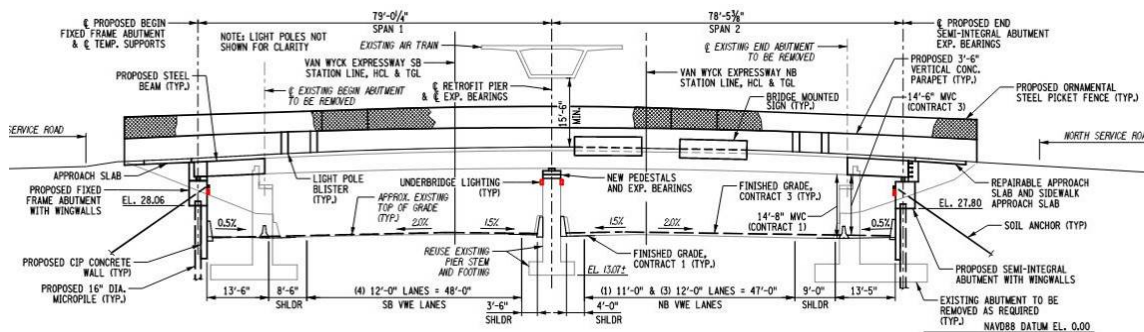 79'-0¼"
SPAN 1
78'-5⅜"
SPAN 2
℄ PROPOSED BEGIN
FIXED FRAME ABUTMENT
& ℄ TEMP. SUPPORTS
NOTE: LIGHT POLES NOT
SHOWN FOR CLARITY
EXISTING AIR TRAIN
℄ EXISTING END ABUTMENT
TO BE REMOVED
℄ PROPOSED END
SEMI-INTEGRAL ABUTMENT
EXP. BEARINGS
PROPOSED STEEL
BEAM (TYP.)
VAN WYCK EXPRESSWAY SB
STATION LINE, HCL & TGL
VAN WYCK EXPRESSWAY NB
STATION LINE, HCL & TGL
PROPOSED 3'-6"
VERTICAL CONC.
PARAPET (TYP.)
℄ EXISTING BEGIN ABUTMENT
TO BE REMOVED
℄ RETROFIT PIER
& ℄ EXP. BEARINGS
15'-6"
MIN.
BRIDGE MOUNTED
SIGN (TYP.)
14'-6" MVC
(CONTRACT 3)
PROPOSED ORNAMENTAL
STEEL PICKET FENCE (TYP.)
SERVICE ROAD
NORTH SERVICE ROA
APPROACH SLAB
PROPOSED FIXED
FRAME ABUTMENT
WITH WINGWALLS
EL. 28.06
LIGHT POLE
BLISTER (TYP.)
UNDERBRIDGE LIGHTING
(TYP)
NEW PEDESTALS
AND EXP. BEARINGS
FINISHED GRADE,
CONTRACT 3 (TYP.)
REPAIRABLE APPROACH
SLAB AND SIDEWALK
APPROACH SLAB
EL. 27.80
APPROX. EXISTING
TOP OF GRADE
(TYP.)
14'-8" MVC
(CONTRACT 1)
SOIL ANCHOR (TYP)
0.5%
2.0%
1.5%
1.5%
2.0%
0.5%
PROPOSED CIP CONCRETE
WALL (TYP)
REUSE EXISTING
PIER STEM
AND FOOTING
EL. 13.07±
FINISHED GRADE,
CONTRACT 1 (TYP.)
PROPOSED SEMI-INTEGRAL
ABUTMENT WITH WINGWALLS
PROPOSED 16" DIA.
MICROPILE (TYP.)
13'-6"
8'-6"
SHLDR
(4) 12'-0" LANES = 48'-0"
SB VWE LANES
3'-6"
SHLDR
4'-0"
SHLDR
(1) 11'-0" & (3) 12'-0" LANES = 47'-0"
NB VWE LANES
9'-0"
SHLDR
13'-5"
EXISTING ABUTMENT TO BE
REMOVED AS REQUIRED
(TYP.)
NAVD88 DATUM EL. 0.00